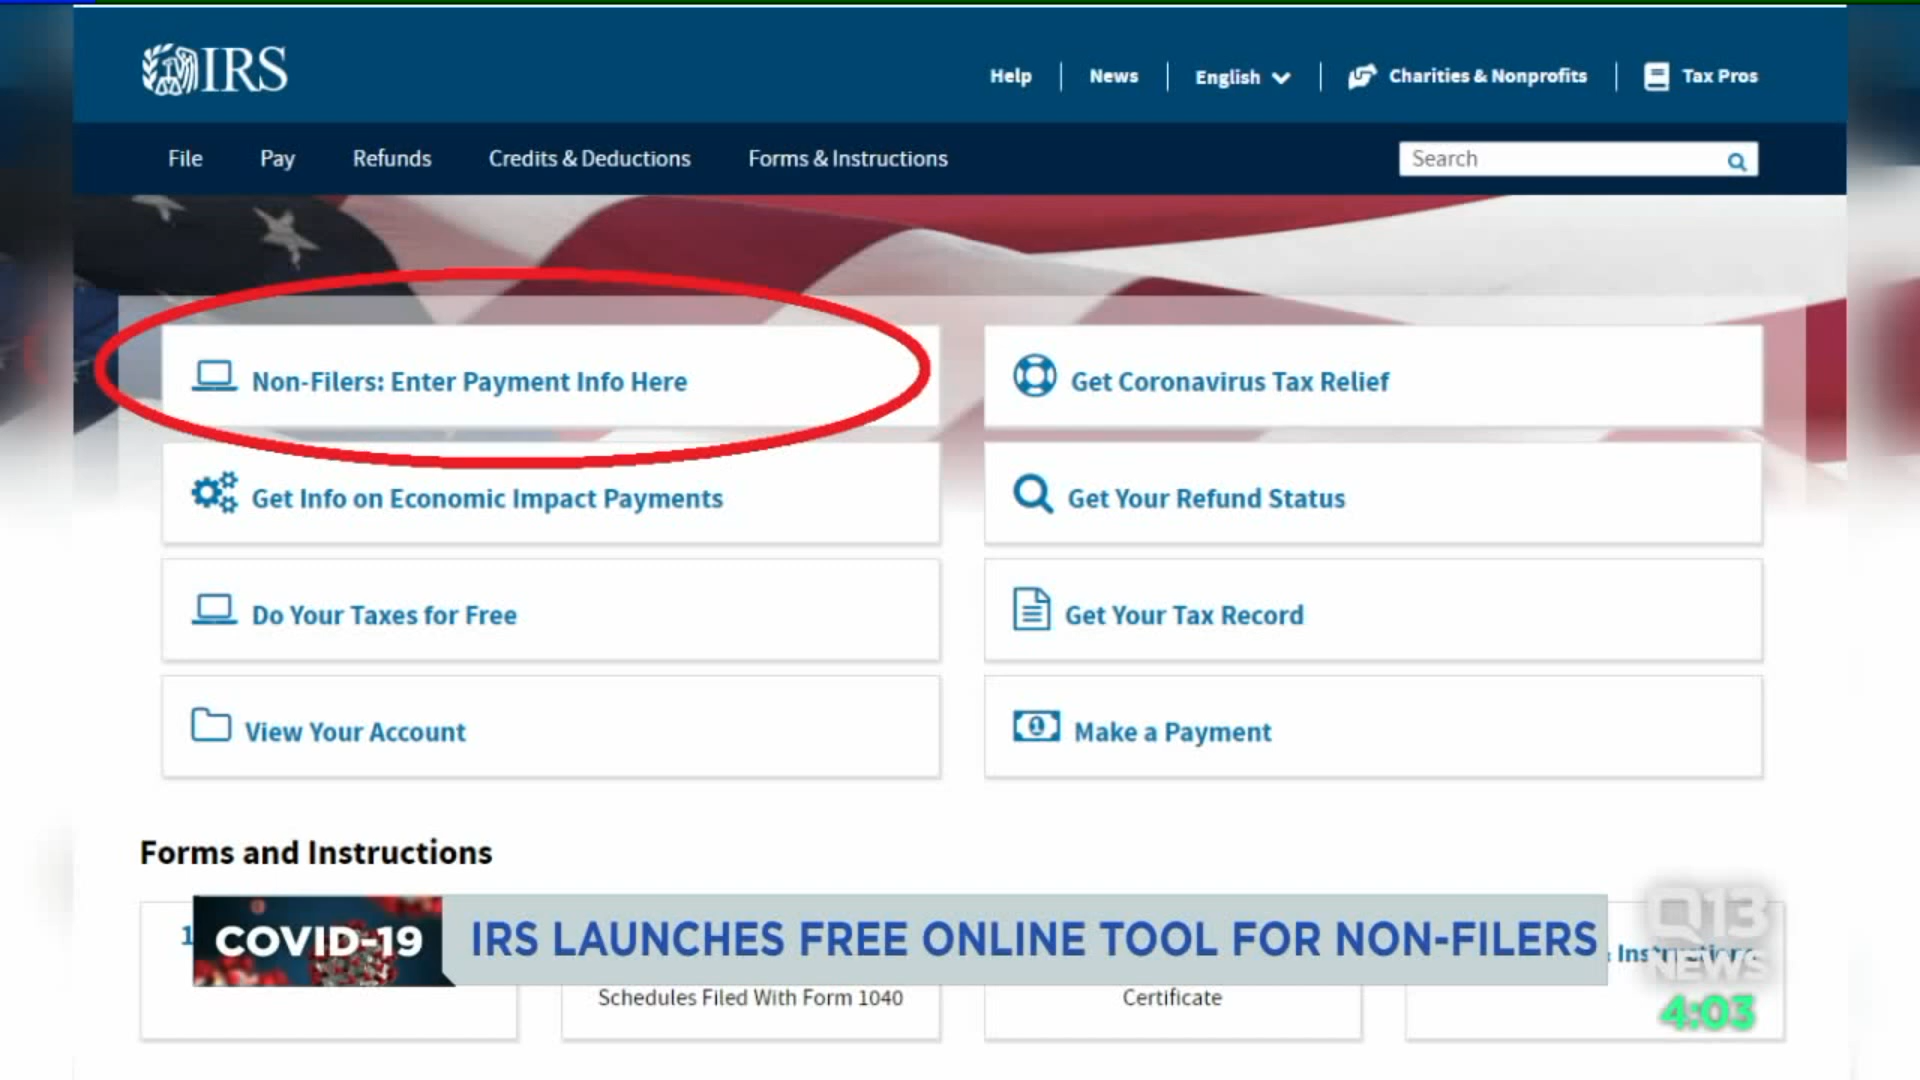 IRS
Help
News
English
Charities & Nonprofits
Tax Pros
File
Pay
Refunds
Credits & Deductions
Forms & Instructions
Search
Non-Filers: Enter Payment Info Here
Get Coronavirus Tax Relief
Get Info on Economic Impact Payments
Get Your Refund Status
Do Your Taxes for Free
Get Your Tax Record
View Your Account
Make a Payment
Forms and Instructions
COVID-19
IRS LAUNCHES FREE ONLINE TOOL FOR NON-FILERS
Q13
NEWS
4:03
Instructions
Schedules Filed With Form 1040
Certificate